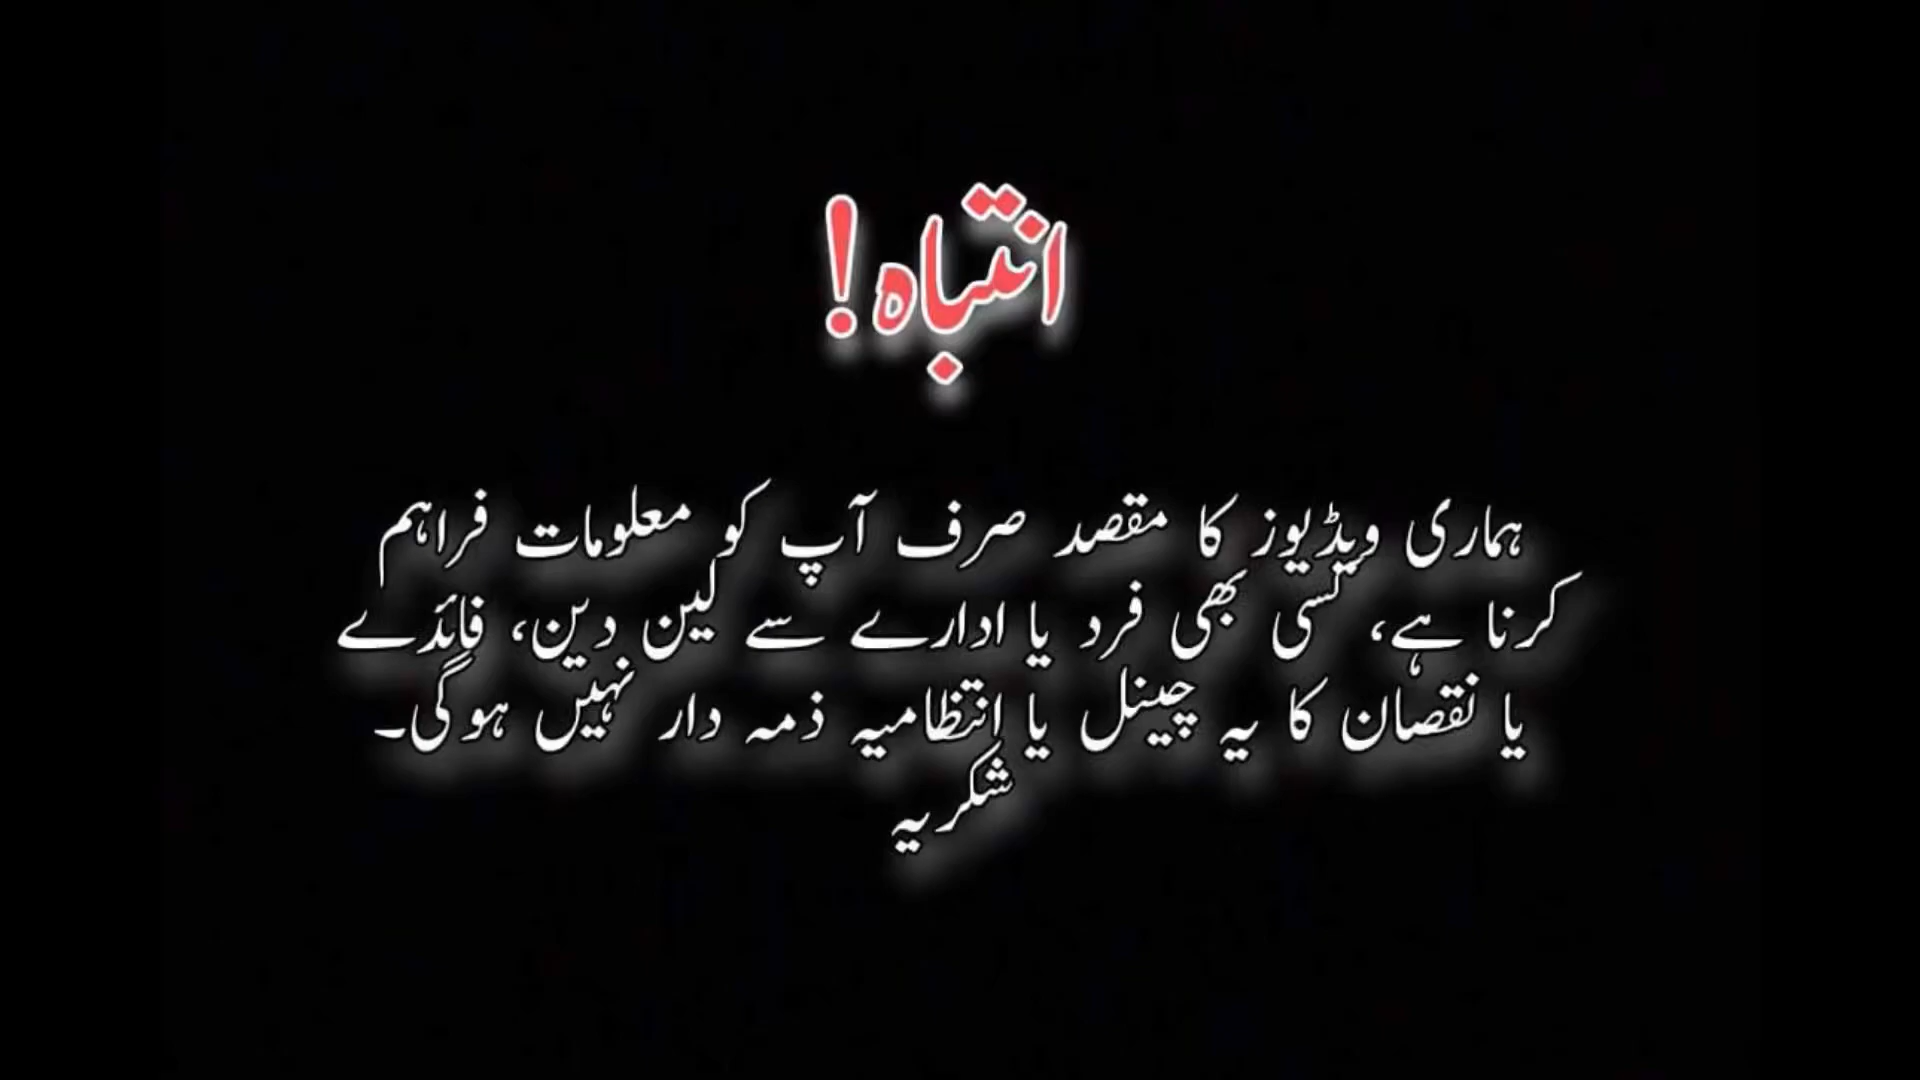 انتباہ!
ہماری ویڈیوز کا مقصد صرف آپ کو معلومات فراہم
کرنا ہے، کسی بھی فرد یا ادارے سے لین دین، فائدے
یا نقصان کا یہ چینل یا انتظامیہ ذمہ دار نہیں ہوگی۔
شکریہ